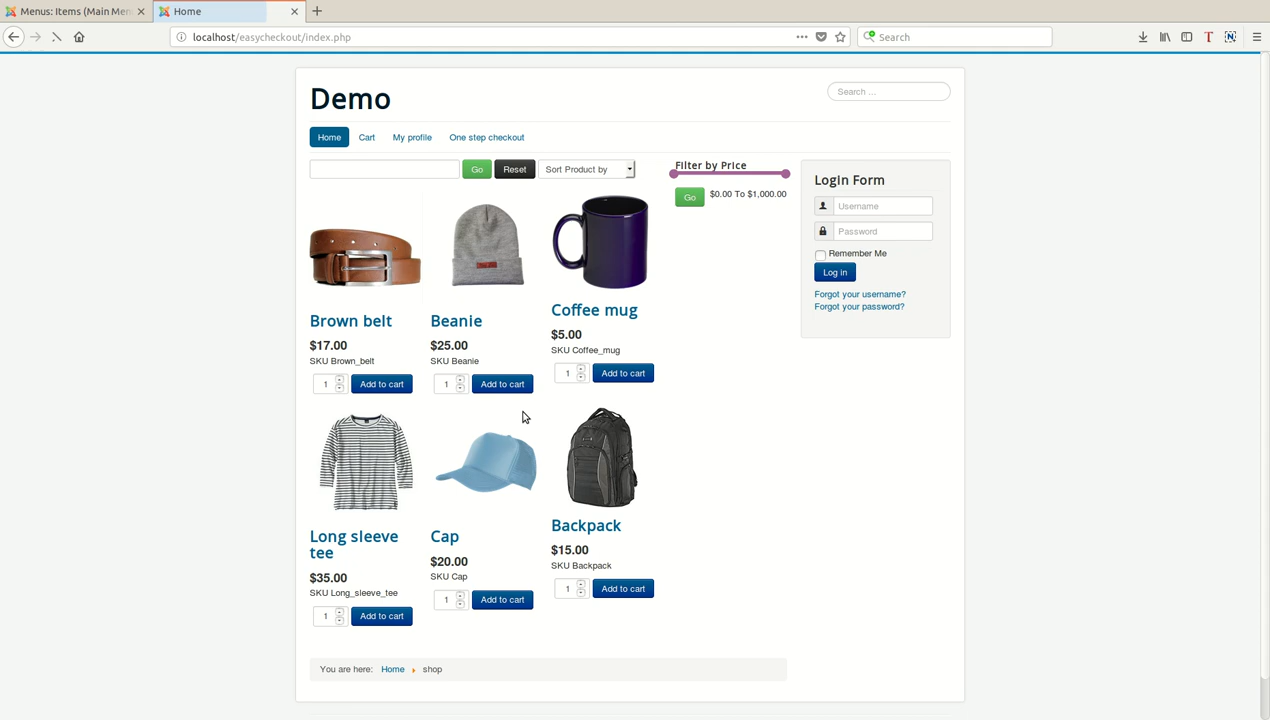 Menus: Items (Main Men
Home
localhost/easycheckout/index.php
Search
Demo
Search ...
Home
Cart
My profile
One step checkout
Go
Reset
Sort Product by
Filter by Price
Go
$0.00 To $1,000.00
Login Form
Username
Password
Remember Me
Log in
Forgot your username?
Forgot your password?
Brown belt
$17.00
SKU Brown_belt
1
Add to cart
Beanie
$25.00
SKU Beanie
1
Add to cart
Coffee mug
$5.00
SKU Coffee_mug
1
Add to cart
Long sleeve
tee
$35.00
SKU Long_sleeve_tee
1
Add to cart
Cap
$20.00
SKU Cap
1
Add to cart
Backpack
$15.00
SKU Backpack
1
Add to cart
You are here: Home shop